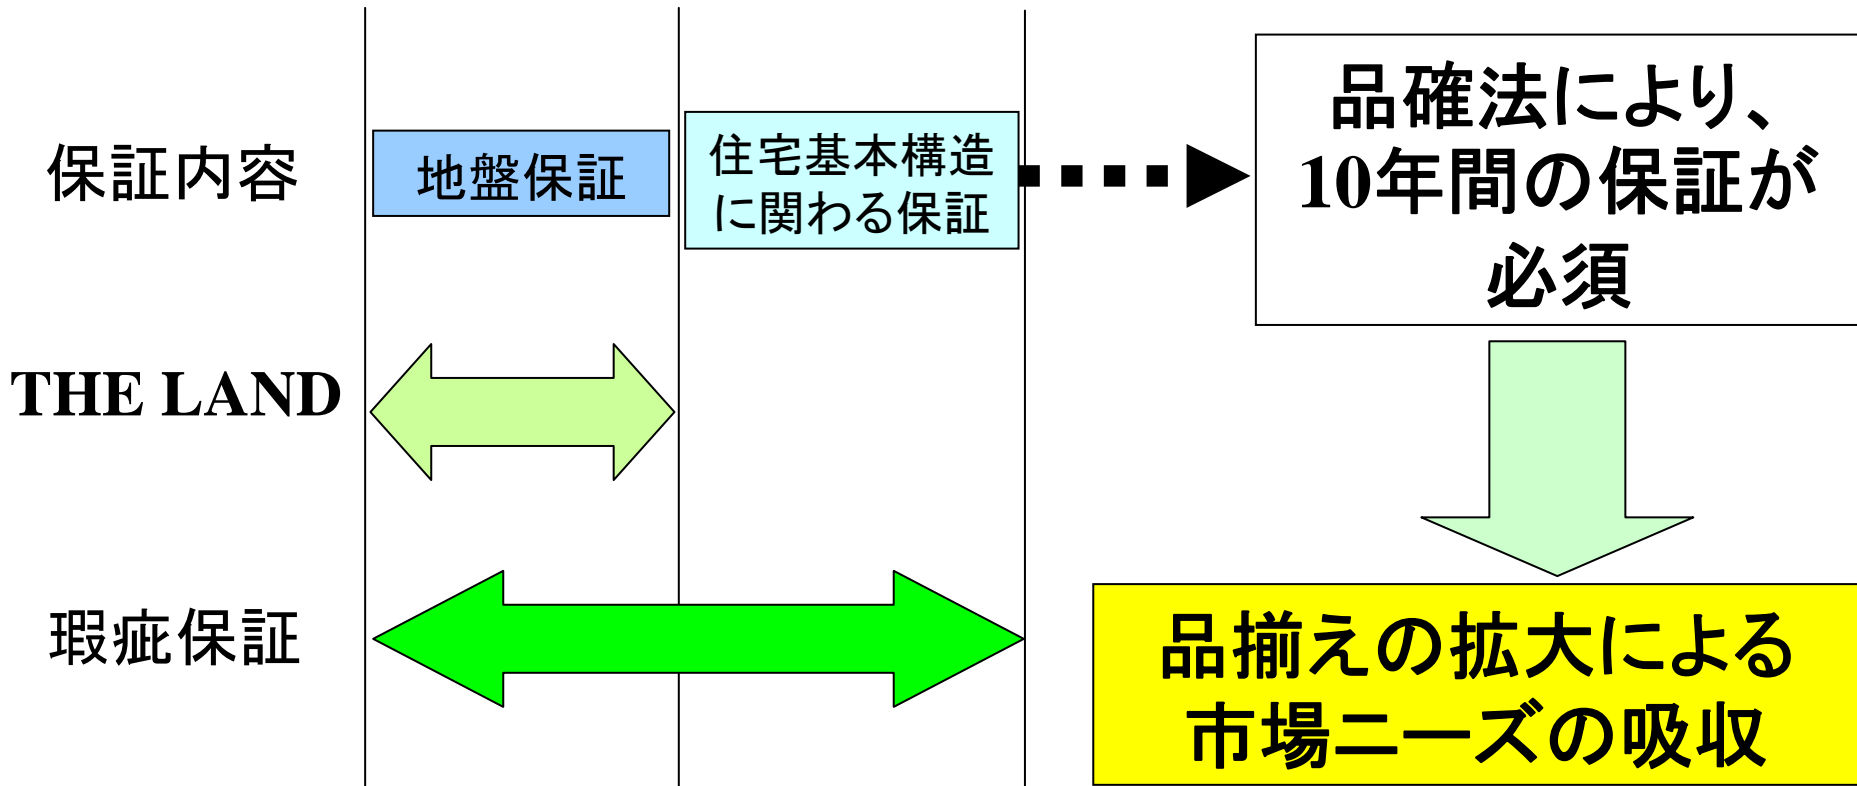 保証内容
地盤保証
住宅基本構造
に関わる保証
品確法により、
10年間の保証が
必須
THE LAND
瑕疵保証
品揃えの拡大による
市場ニーズの吸収